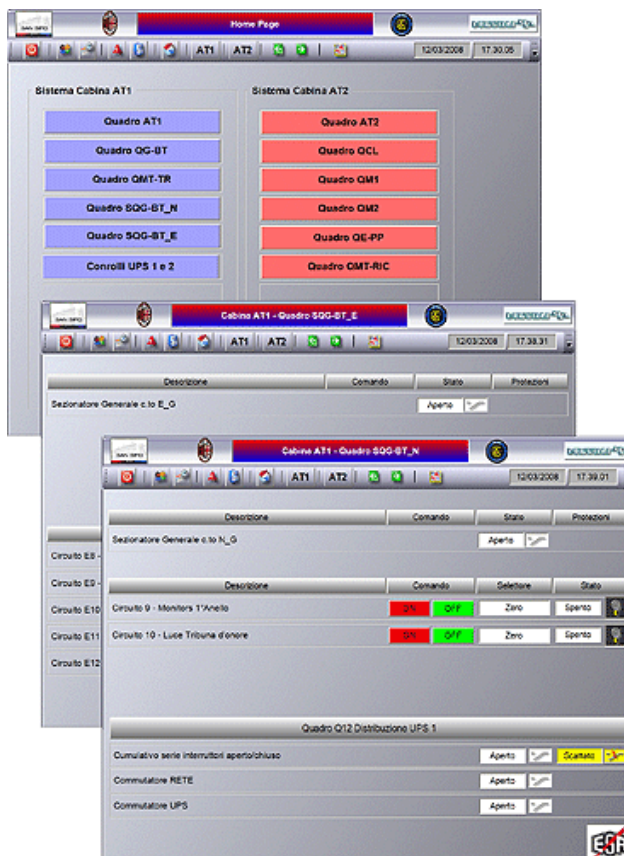 SAN SIRO
Home Page
AT1 AT2 12/03/2008 17.30.05
Sistema Cabina AT1 Sistema Cabina AT2
Quadro AT1 Quadro AT2
Quadro QG-BT Quadro QCL
Quadro QMT-TR Quadro QM1
Quadro SQG-BT_N Quadro QM2
Quadro SQG-BT_E Quadro QE-PP
Conrolli UPS 1 e 2 Quadro QMT-RIC
SAN SIRO
Cabina AT1 - Quadro SQG-BT_E
AT1 AT2 12/03/2008 17.38.31
Descrizione Comando Stato Protezioni
Sezionatore Generale c.to E_G Aperto
Circuito E8 -
Circuito E9 -
Circuito E10
Circuito E11
Circuito E12
Cabina AT1 - Quadro SQG-BT_N
AT1 AT2 12/03/2008 17.39.01
Descrizione Comando Stato Protezioni
Sezionatore Generale c.to N_G Aperto
Descrizione Comando Selettore Stato
Circuito 9 - Monitors 1°Anello ON OFF Zero Spento
Circuito 10 - Luce Tribuna d'onore ON OFF Zero Spento
Quadro Q12 Distribuzione UPS 1
Cumulativo serie interruttori aperto/chiuso Aperto Scattato
Commutatore RETE Aperto
Commutatore UPS Aperto